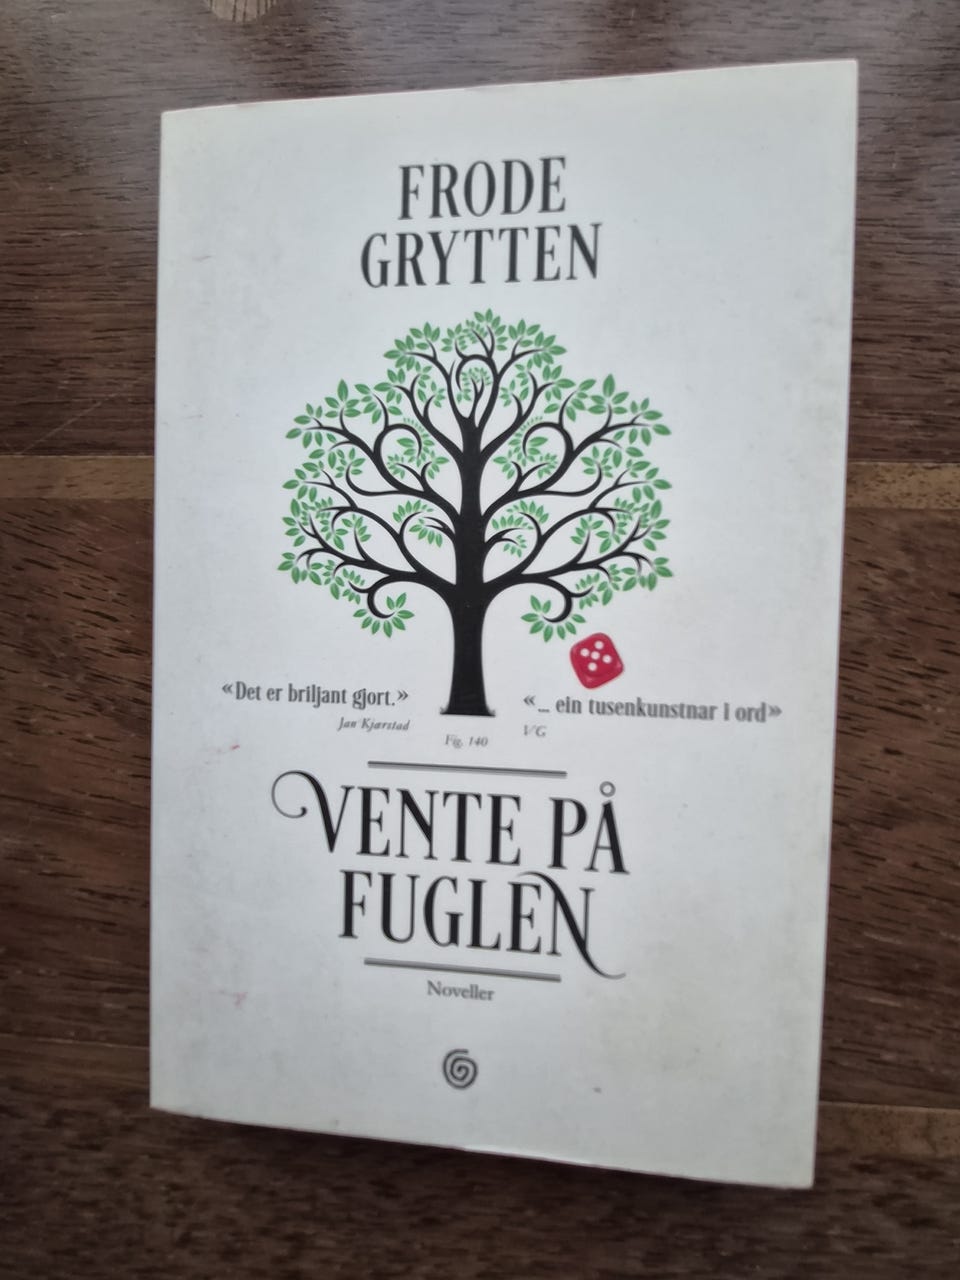 FRODE
GRYTTEN
«Det er briljant gjort.»
Jan Kjærstad
Fig. 140
«... ein tusenkunstnar i ord»
VG
VENTE PÅ
FUGLEN
Noveller